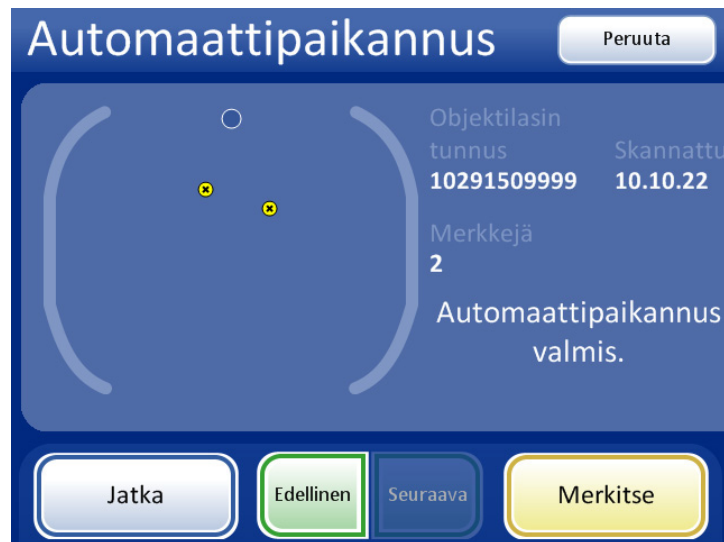 Automaattipaikannus
Peruuta
Objektilasin
tunnus
Skannattu
10291509999
10.10.22
Merkkejä
2
Automaattipaikannus
valmis.
Jatka
Edellinen
Seuraava
Merkitse